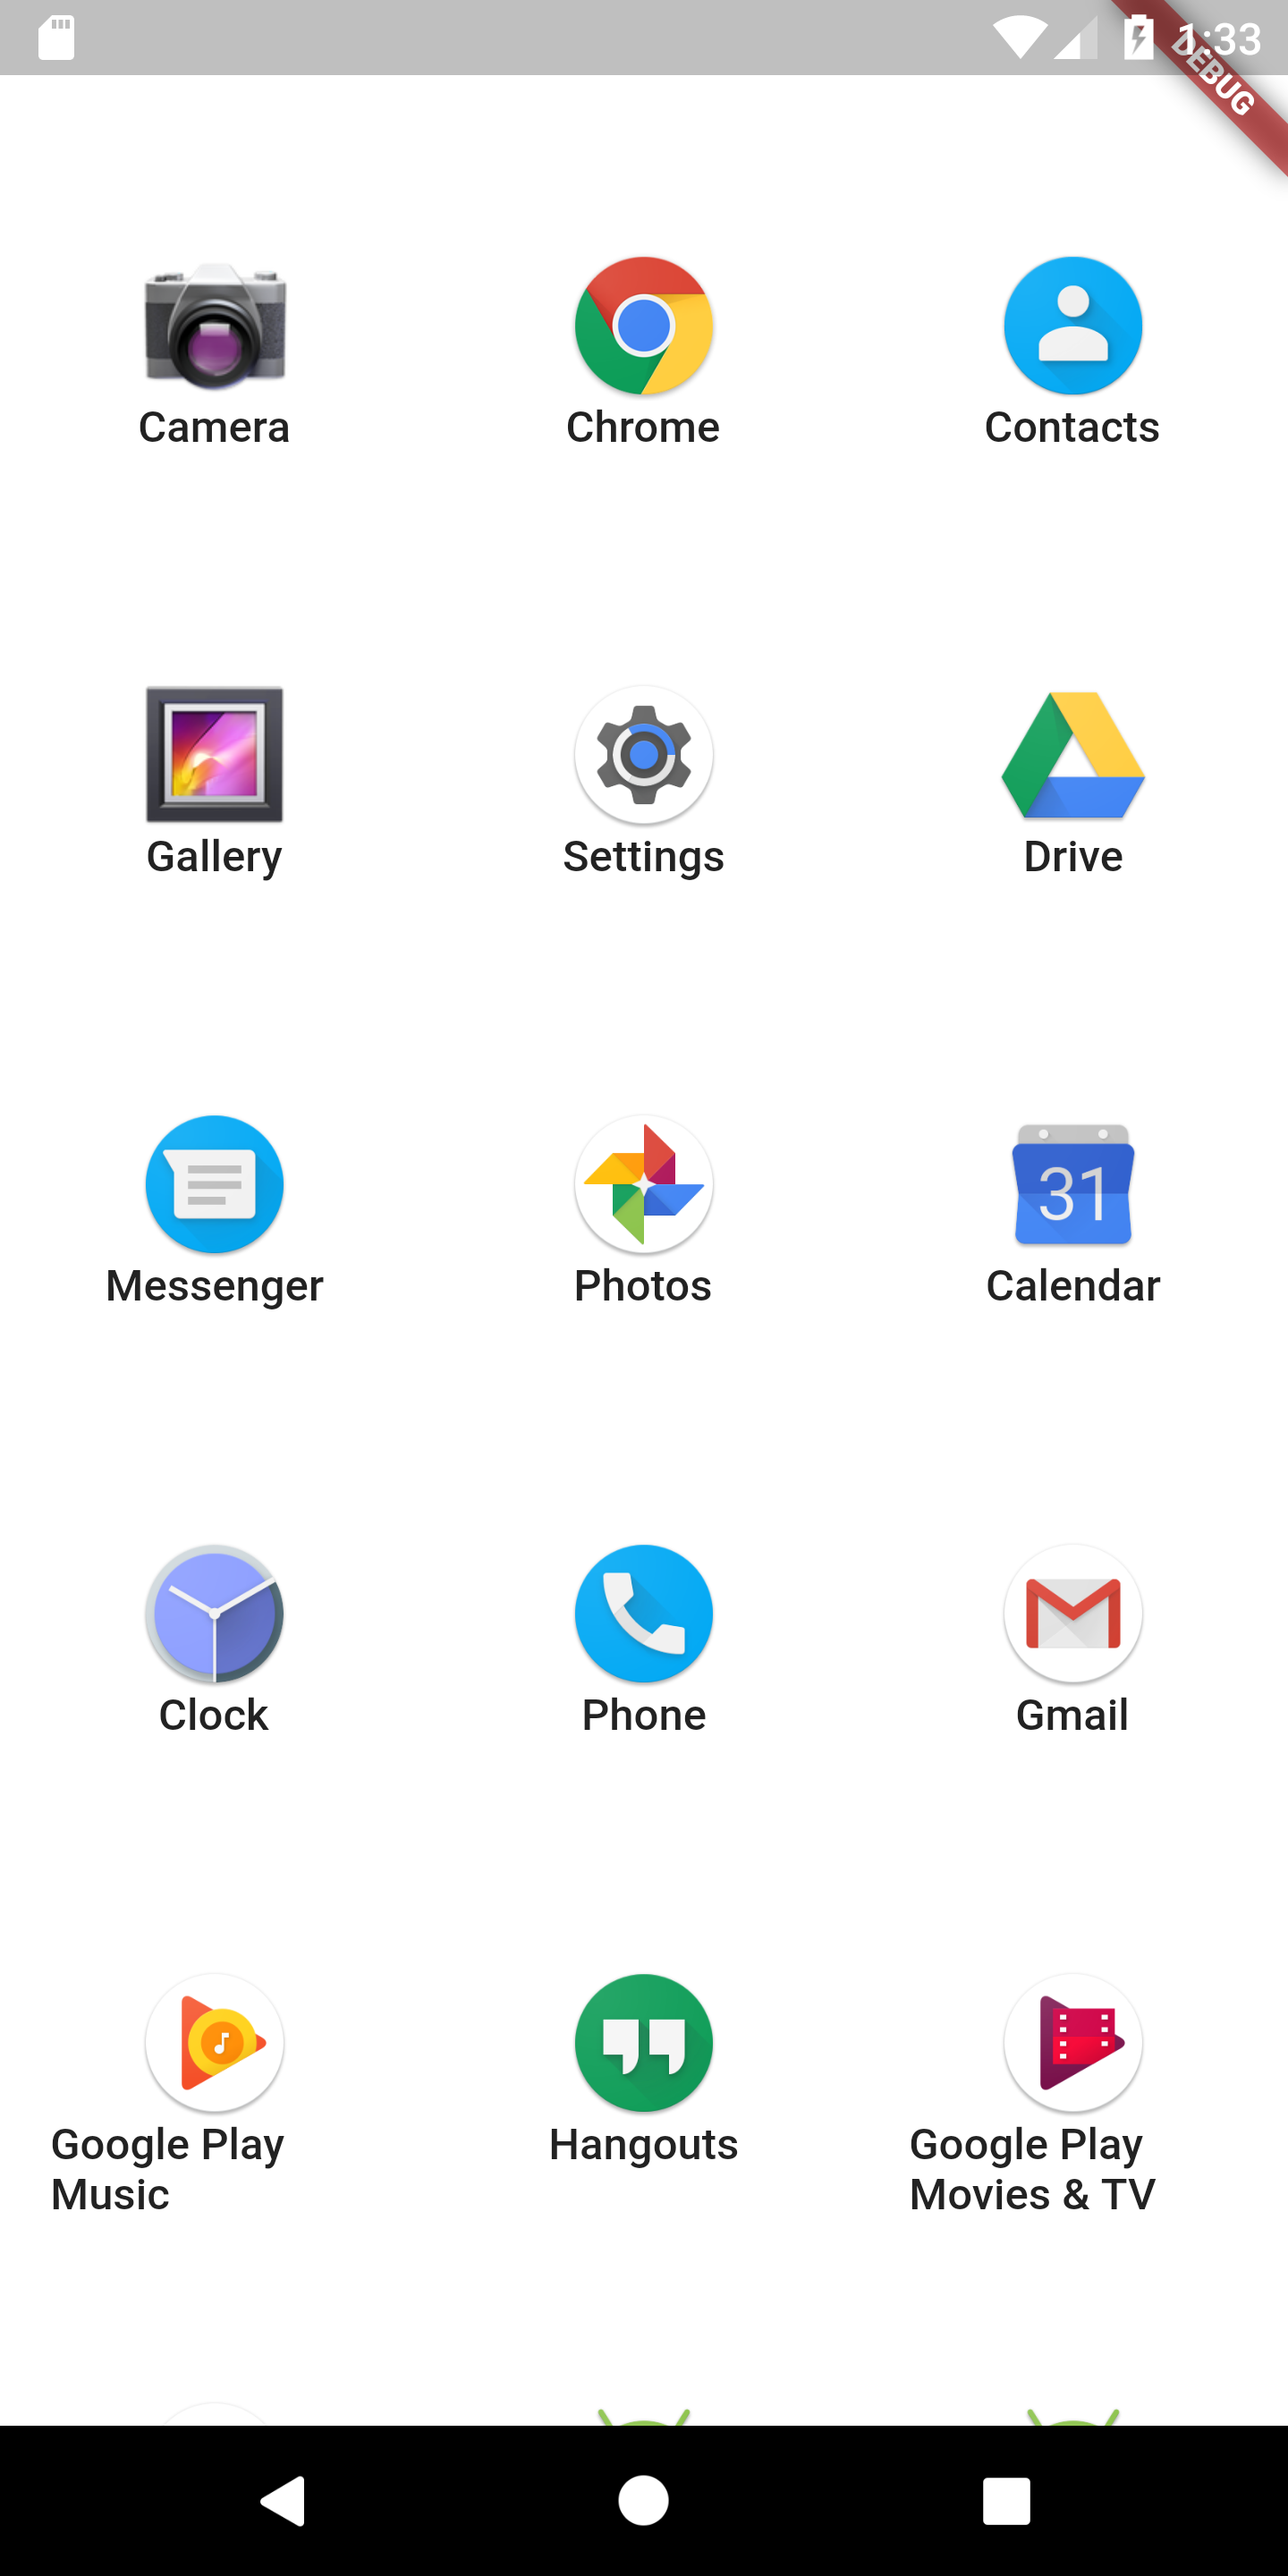 1:33
DEBUG
Camera
Chrome
Contacts
Gallery
Settings
Drive
Messenger
Photos
31
Calendar
Clock
Phone
Gmail
Google Play
Music
Hangouts
Google Play
Movies & TV